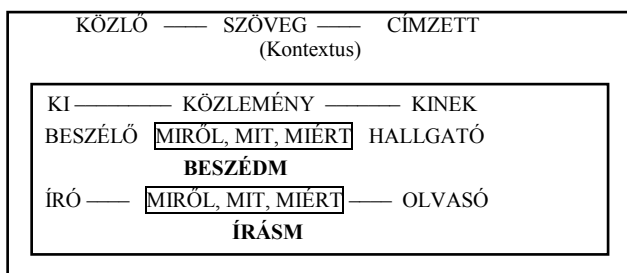 KÖZLŐ —— SZÖVEG —— CÍMZETT
(Kontextus)
KI ———— KÖZLEMÉNY ——— KINEK
BESZÉLŐ MIRŐL, MIT, MIÉRT HALLGATÓ
BESZÉDM
ÍRÓ —— MIRŐL, MIT, MIÉRT —— OLVASÓ
ÍRÁSM